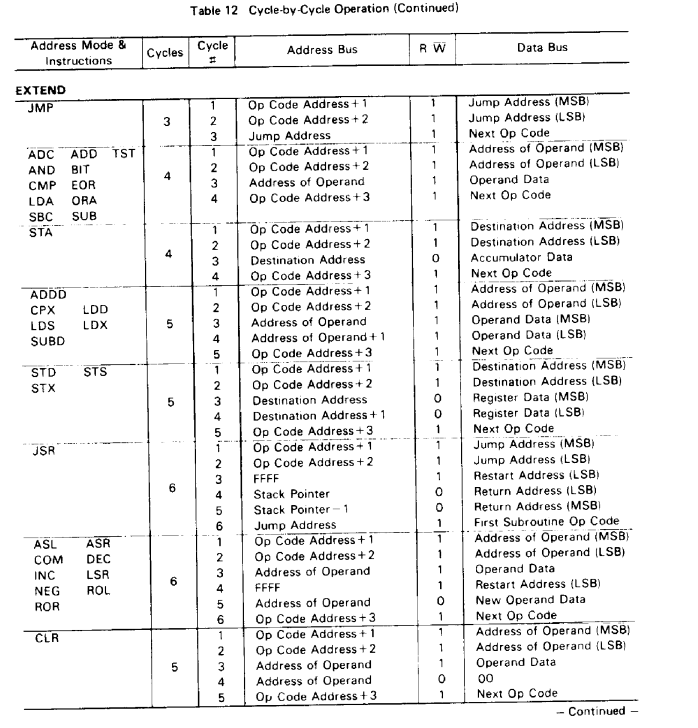 Table 12 Cycle-by-Cycle Operation (Continued)
Address Mode & Instructions | Cycles | Cycle # | Address Bus | R W̅ | Data Bus
EXTEND
JMP | 3 | 1 | Op Code Address + 1 | 1 | Jump Address (MSB)
2 | Op Code Address + 2 | 1 | Jump Address (LSB)
3 | Jump Address | 1 | Next Op Code
ADC ADD TST | 4 | 1 | Op Code Address + 1 | 1 | Address of Operand (MSB)
AND BIT | 2 | Op Code Address + 2 | 1 | Address of Operand (LSB)
CMP EOR | 3 | Address of Operand | 1 | Operand Data
LDA ORA | 4 | Op Code Address + 3 | 1 | Next Op Code
SBC SUB
STA | 4 | 1 | Op Code Address + 1 | 1 | Destination Address (MSB)
2 | Op Code Address + 2 | 1 | Destination Address (LSB)
3 | Destination Address | 0 | Accumulator Data
4 | Op Code Address + 3 | 1 | Next Op Code
ADDD | 5 | 1 | Op Code Address + 1 | 1 | Address of Operand (MSB)
CPX LDD | 2 | Op Code Address + 2 | 1 | Address of Operand (LSB)
LDS LDX | 3 | Address of Operand | 1 | Operand Data (MSB)
SUBD | 4 | Address of Operand + 1 | 1 | Operand Data (LSB)
5 | Op Code Address + 3 | 1 | Next Op Code
STD STS | 5 | 1 | Op Code Address + 1 | 1 | Destination Address (MSB)
STX | 2 | Op Code Address + 2 | 1 | Destination Address (LSB)
3 | Destination Address | 0 | Register Data (MSB)
4 | Destination Address + 1 | 0 | Register Data (LSB)
5 | Op Code Address + 3 | 1 | Next Op Code
JSR | 6 | 1 | Op Code Address + 1 | 1 | Jump Address (MSB)
2 | Op Code Address + 2 | 1 | Jump Address (LSB)
3 | FFFF | 1 | Restart Address (LSB)
4 | Stack Pointer | 0 | Return Address (LSB)
5 | Stack Pointer − 1 | 0 | Return Address (MSB)
6 | Jump Address | 1 | First Subroutine Op Code
ASL ASR | 6 | 1 | Op Code Address + 1 | 1 | Address of Operand (MSB)
COM DEC | 2 | Op Code Address + 2 | 1 | Address of Operand (LSB)
INC LSR | 3 | Address of Operand | 1 | Operand Data
NEG ROL | 4 | FFFF | 1 | Restart Address (LSB)
ROR | 5 | Address of Operand | 0 | New Operand Data
6 | Op Code Address + 3 | 1 | Next Op Code
CLR | 5 | 1 | Op Code Address + 1 | 1 | Address of Operand (MSB)
2 | Op Code Address + 2 | 1 | Address of Operand (LSB)
3 | Address of Operand | 1 | Operand Data
4 | Address of Operand | 0 | 00
5 | Op Code Address + 3 | 1 | Next Op Code
— Continued —